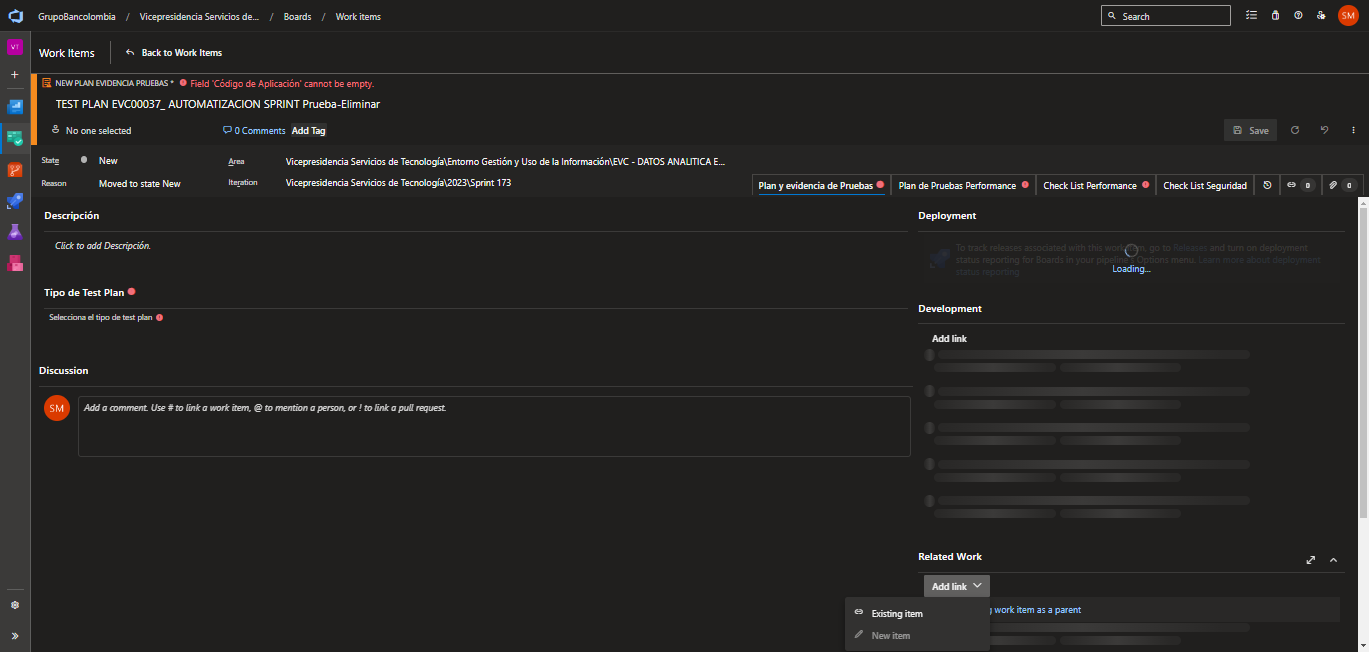 GrupoBancolombia / Vicepresidencia Servicios de... / Boards / Work items
Search
SM
VT
Work Items
Back to Work Items
NEW PLAN EVIDENCIA PRUEBAS * Field 'Código de Aplicación' cannot be empty.
TEST PLAN EVC00037_ AUTOMATIZACION SPRINT Prueba-Eliminar
No one selected
0 Comments
Add Tag
Save
State
New
Area
Vicepresidencia Servicios de Tecnología\Entorno Gestión y Uso de la Información\EVC - DATOS ANALITICA E...
Reason
Moved to state New
Iteration
Vicepresidencia Servicios de Tecnología\2023\Sprint 173
Plan y evidencia de Pruebas
Plan de Pruebas Performance
Check List Performance
Check List Seguridad
0
0
Descripción
Click to add Descripción.
Tipo de Test Plan
Selecciona el tipo de test plan
Discussion
SM
Add a comment. Use # to link a work item, @ to mention a person, or ! to link a pull request.
Deployment
To track releases associated with this work item, go to Releases and turn on deployment
status reporting for Boards in your pipeline's Options menu. Learn more about deployment
status reporting
Loading...
Development
Add link
Related Work
Add link
work item as a parent
Existing item
New item